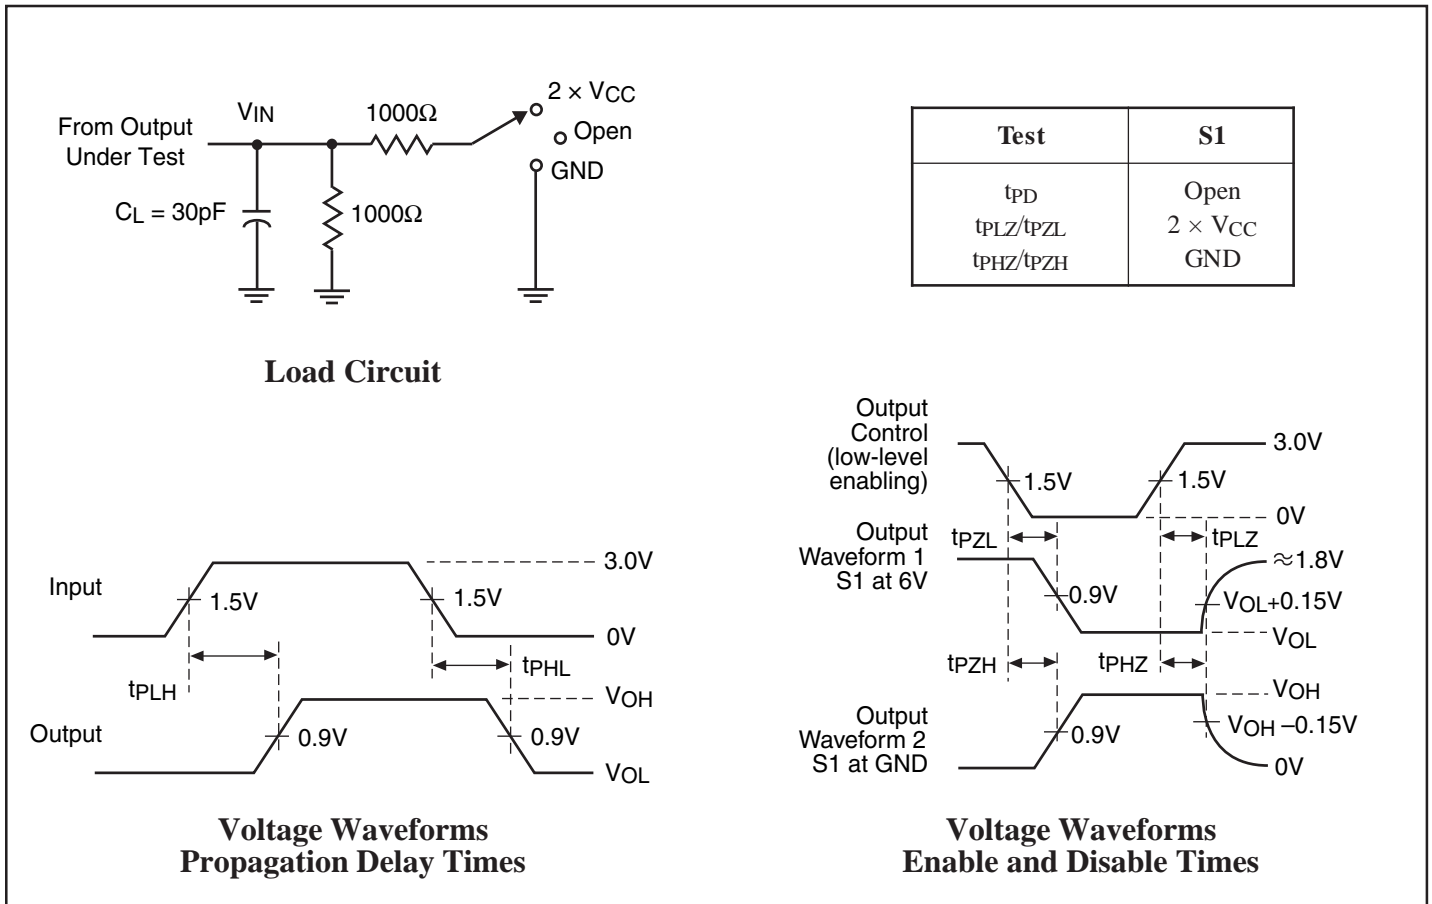 2 × VCC
VIN
1000Ω
From Output
Under Test
Open
GND
CL = 30pF
1000Ω
Load Circuit
Test S1
tPD Open
tPLZ/tPZL 2 × VCC
tPHZ/tPZH GND
Input
1.5V
1.5V
3.0V
0V
tPLH
tPHL
Output
0.9V
0.9V
VOH
VOL
Voltage Waveforms
Propagation Delay Times
Output
Control
(low-level
enabling)
1.5V
1.5V
3.0V
0V
Output
Waveform 1
S1 at 6V
tPZL
tPLZ
0.9V
≈1.8V
VOL+0.15V
VOL
tPZH
tPHZ
Output
Waveform 2
S1 at GND
0.9V
VOH
VOH –0.15V
0V
Voltage Waveforms
Enable and Disable Times